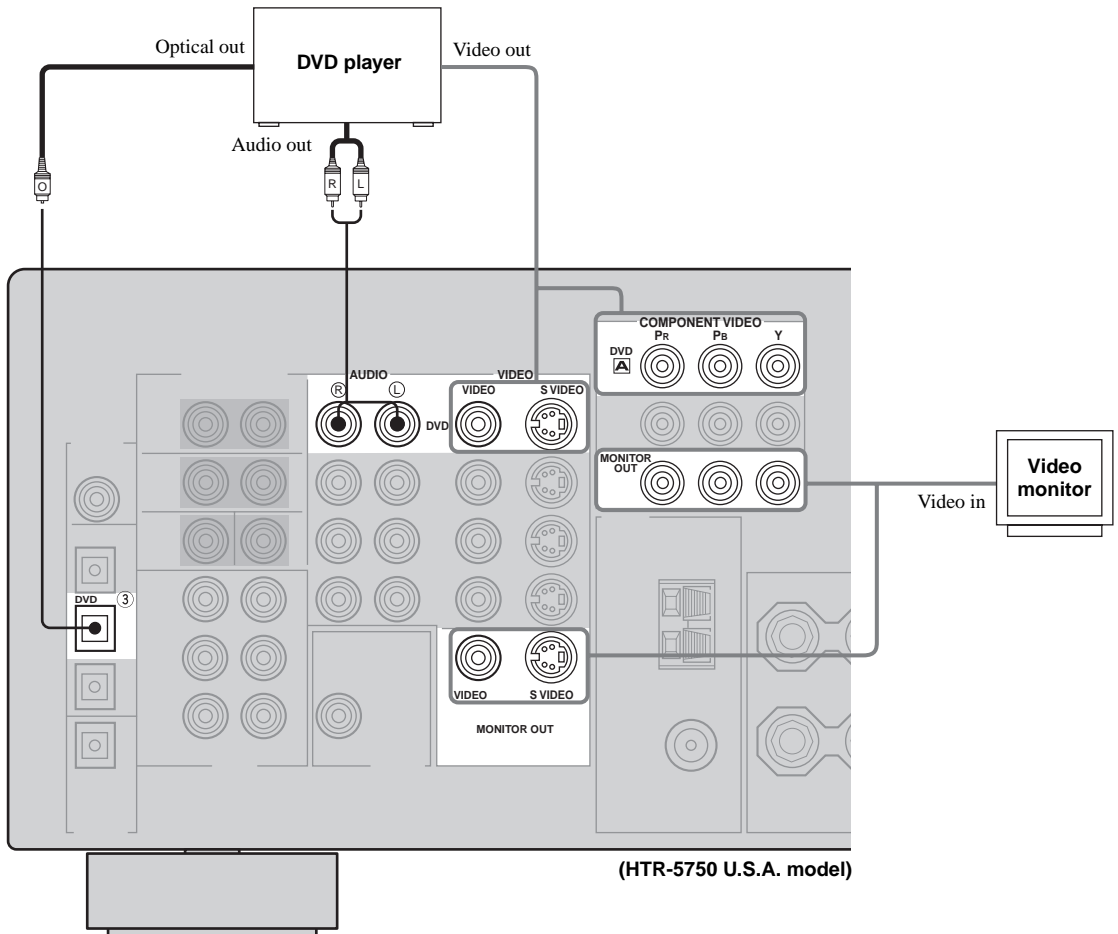 Optical out
DVD player
Video out
Audio out
O
R L
COMPONENT VIDEO
PR PB Y
DVD
A
AUDIO
VIDEO
R L
VIDEO S VIDEO
DVD
MONITOR
OUT
Video
monitor
Video in
DVD 3
VIDEO S VIDEO
MONITOR OUT
(HTR-5750 U.S.A. model)